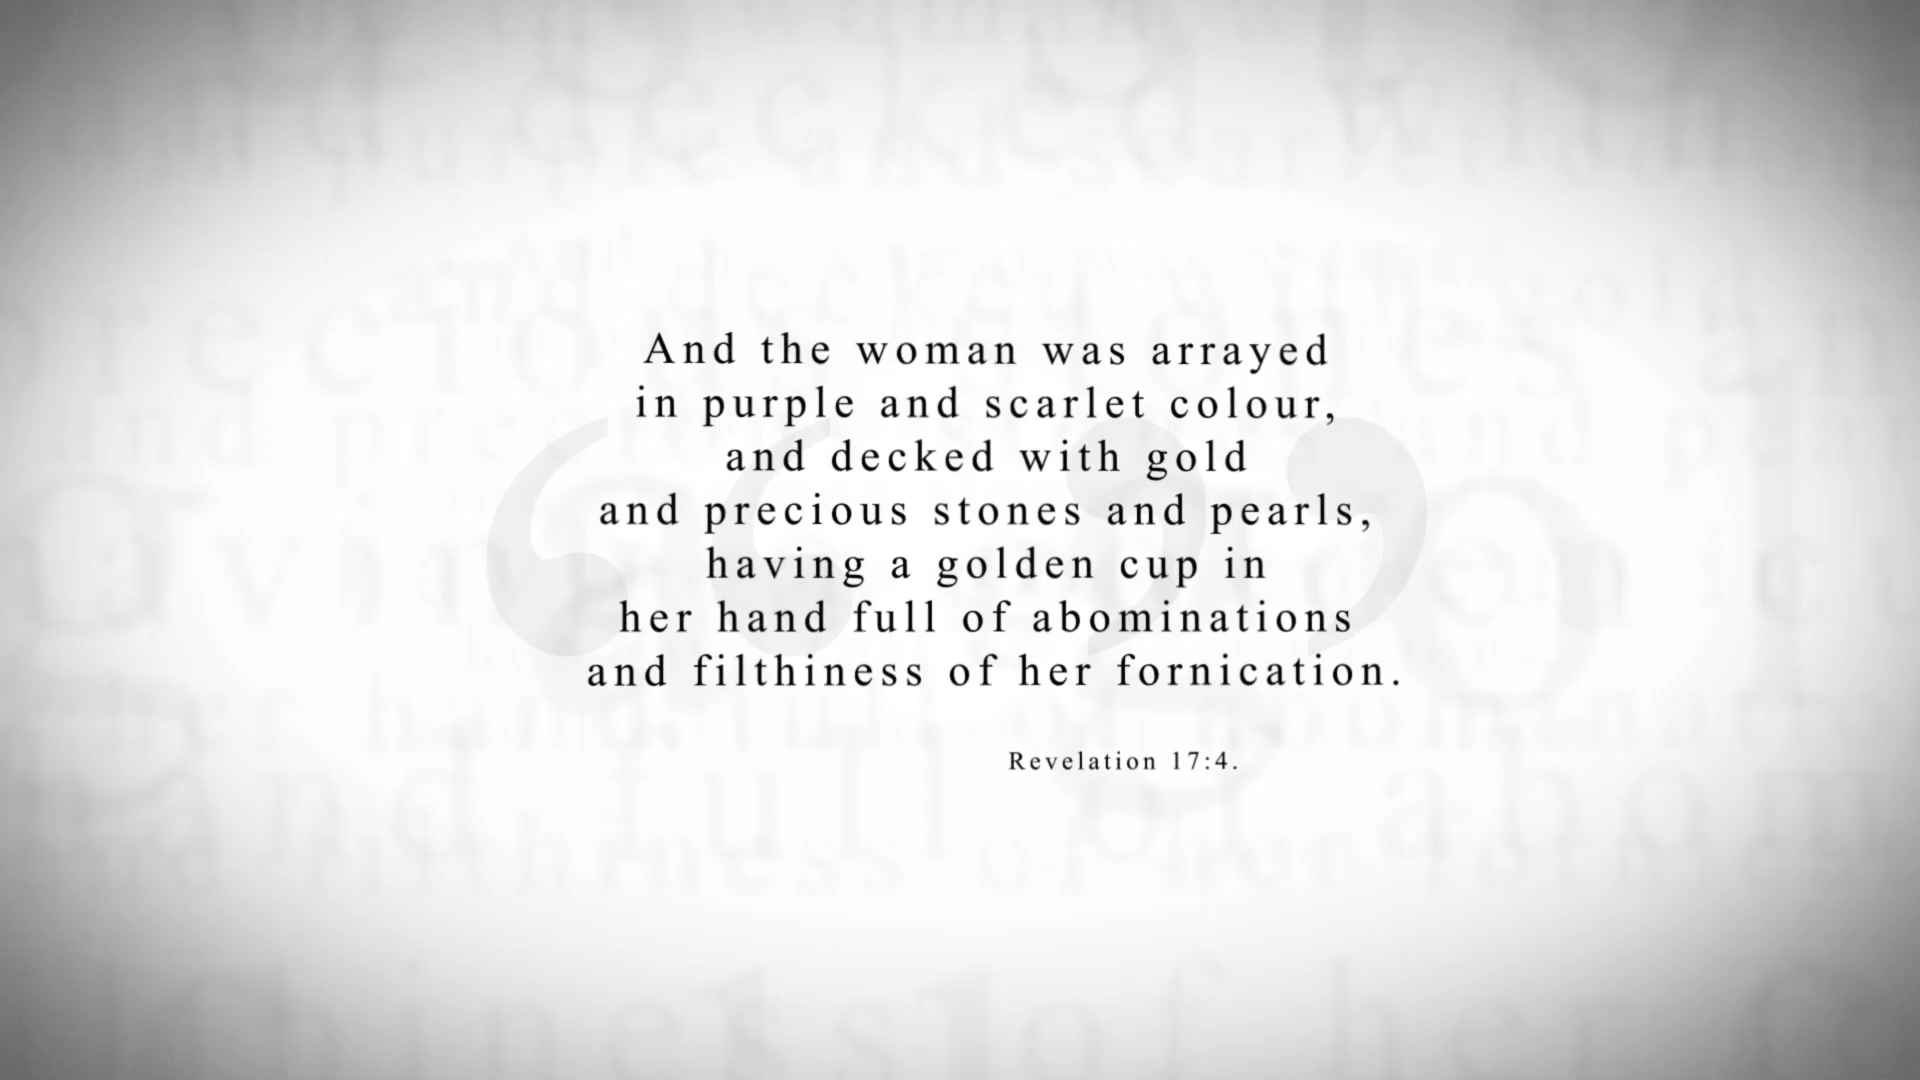 And the woman was arrayed
in purple and scarlet colour,
and decked with gold
and precious stones and pearls,
having a golden cup in
her hand full of abominations
and filthiness of her fornication.
Revelation 17:4.